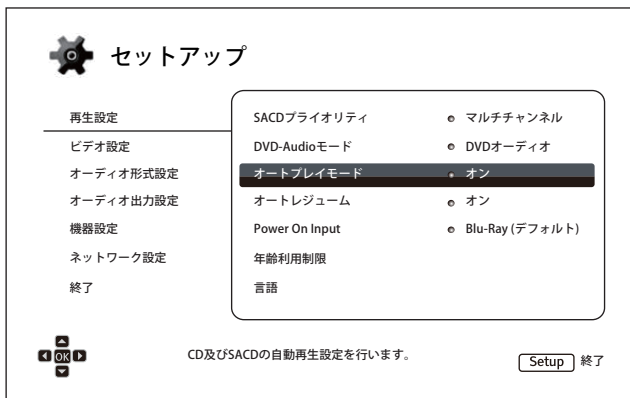 セットアップ
再生設定
ビデオ設定
オーディオ形式設定
オーディオ出力設定
機器設定
ネットワーク設定
終了
SACDプライオリティ マルチチャンネル
DVD-Audioモード DVDオーディオ
オートプレイモード オン
オートレジューム オン
Power On Input Blu-Ray (デフォルト)
年齢利用制限
言語
OK
CD及びSACDの自動再生設定を行います。
Setup 終了